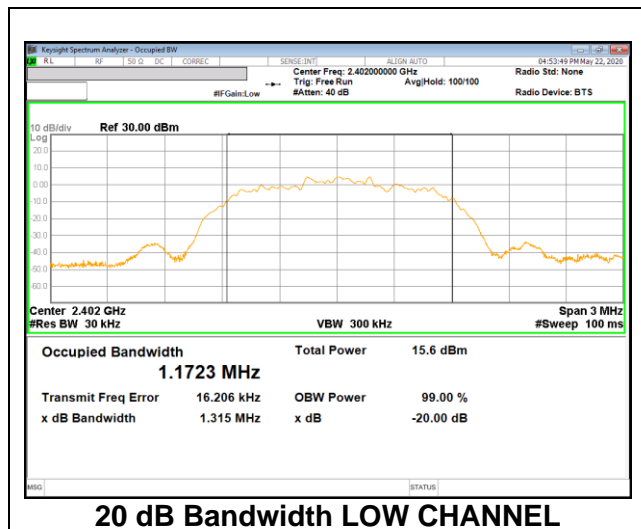 Keysight Spectrum Analyzer - Occupied BW
RL RF 50 Ω DC CORREC SENSE:INT ALIGN AUTO 04:53:49 PM May 22, 2020
Center Freq: 2.402000000 GHz Radio Std: None
Trig: Free Run Avg|Hold: 100/100
#IFGain:Low #Atten: 40 dB Radio Device: BTS
10 dB/div Ref 30.00 dBm
Log
20.0
10.0
0.00
-10.0
-20.0
-30.0
-40.0
-50.0
-60.0
Center 2.402 GHz Span 3 MHz
#Res BW 30 kHz VBW 300 kHz #Sweep 100 ms
Occupied Bandwidth Total Power 15.6 dBm
1.1723 MHz
Transmit Freq Error 16.206 kHz OBW Power 99.00 %
x dB Bandwidth 1.315 MHz x dB -20.00 dB
MSG STATUS
20 dB Bandwidth LOW CHANNEL